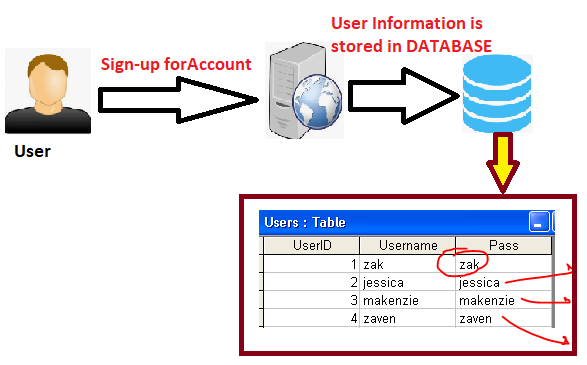 User Information is
stored in DATABASE
Sign-up forAccount
User
Users : Table
UserID Username Pass
1 zak zak
2 jessica jessica
3 makenzie makenzie
4 zaven zaven